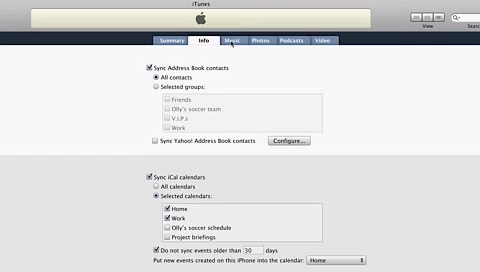 iTunes
View
Search
Summary Info Music Photos Podcasts Video
Sync Address Book contacts
All contacts
Selected groups:
Friends
Olly's soccer team
V.I.P.s
Work
Sync Yahoo! Address Book contacts Configure...
Sync iCal calendars
All calendars
Selected calendars:
Home
Work
Olly's soccer schedule
Project briefings
Do not sync events older than 30 days
Put new events created on this iPhone into the calendar: Home